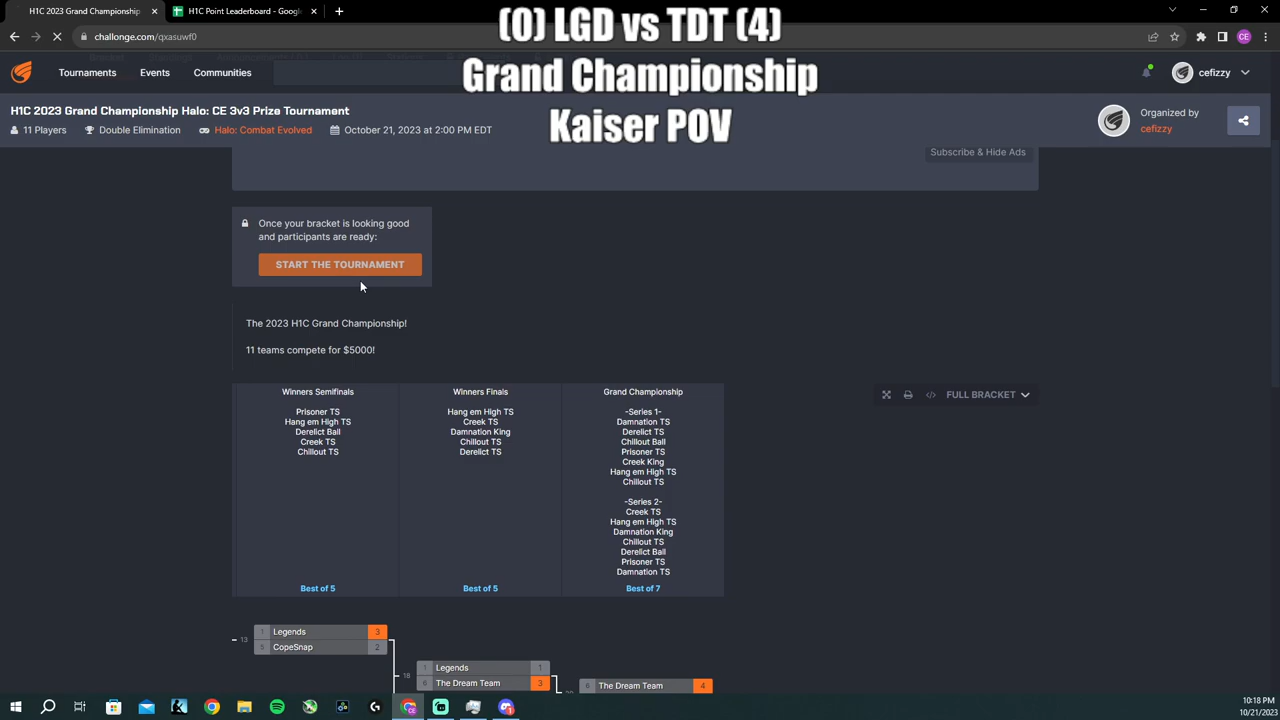 H1C 2023 Grand Championship
H1C Point Leaderboard - Google
(0) LGD vs TDT (4)
Grand Championship
Kaiser POV
challonge.com/qxasuwf0
CE
Tournaments
Events
Communities
cefizzy
H1C 2023 Grand Championship Halo: CE 3v3 Prize Tournament
11 Players
Double Elimination
Halo: Combat Evolved
October 21, 2023 at 2:00 PM EDT
Organized by
cefizzy
Subscribe & Hide Ads
Once your bracket is looking good
and participants are ready:
START THE TOURNAMENT
The 2023 H1C Grand Championship!
11 teams compete for $5000!
FULL BRACKET
Winners Semifinals
Prisoner TS
Hang em High TS
Derelict Ball
Creek TS
Chillout TS
Best of 5
Winners Finals
Hang em High TS
Creek TS
Damnation King
Chillout TS
Derelict TS
Best of 5
Grand Championship
-Series 1-
Damnation TS
Derelict TS
Chillout Ball
Prisoner TS
Creek King
Hang em High TS
Chillout TS
-Series 2-
Creek TS
Hang em High TS
Damnation King
Chillout TS
Derelict Ball
Prisoner TS
Damnation TS
Best of 7
13
1 Legends 3
5 CopeSnap 2
18
1 Legends 1
6 The Dream Team 3
6 The Dream Team 4
10:18 PM
10/21/2023